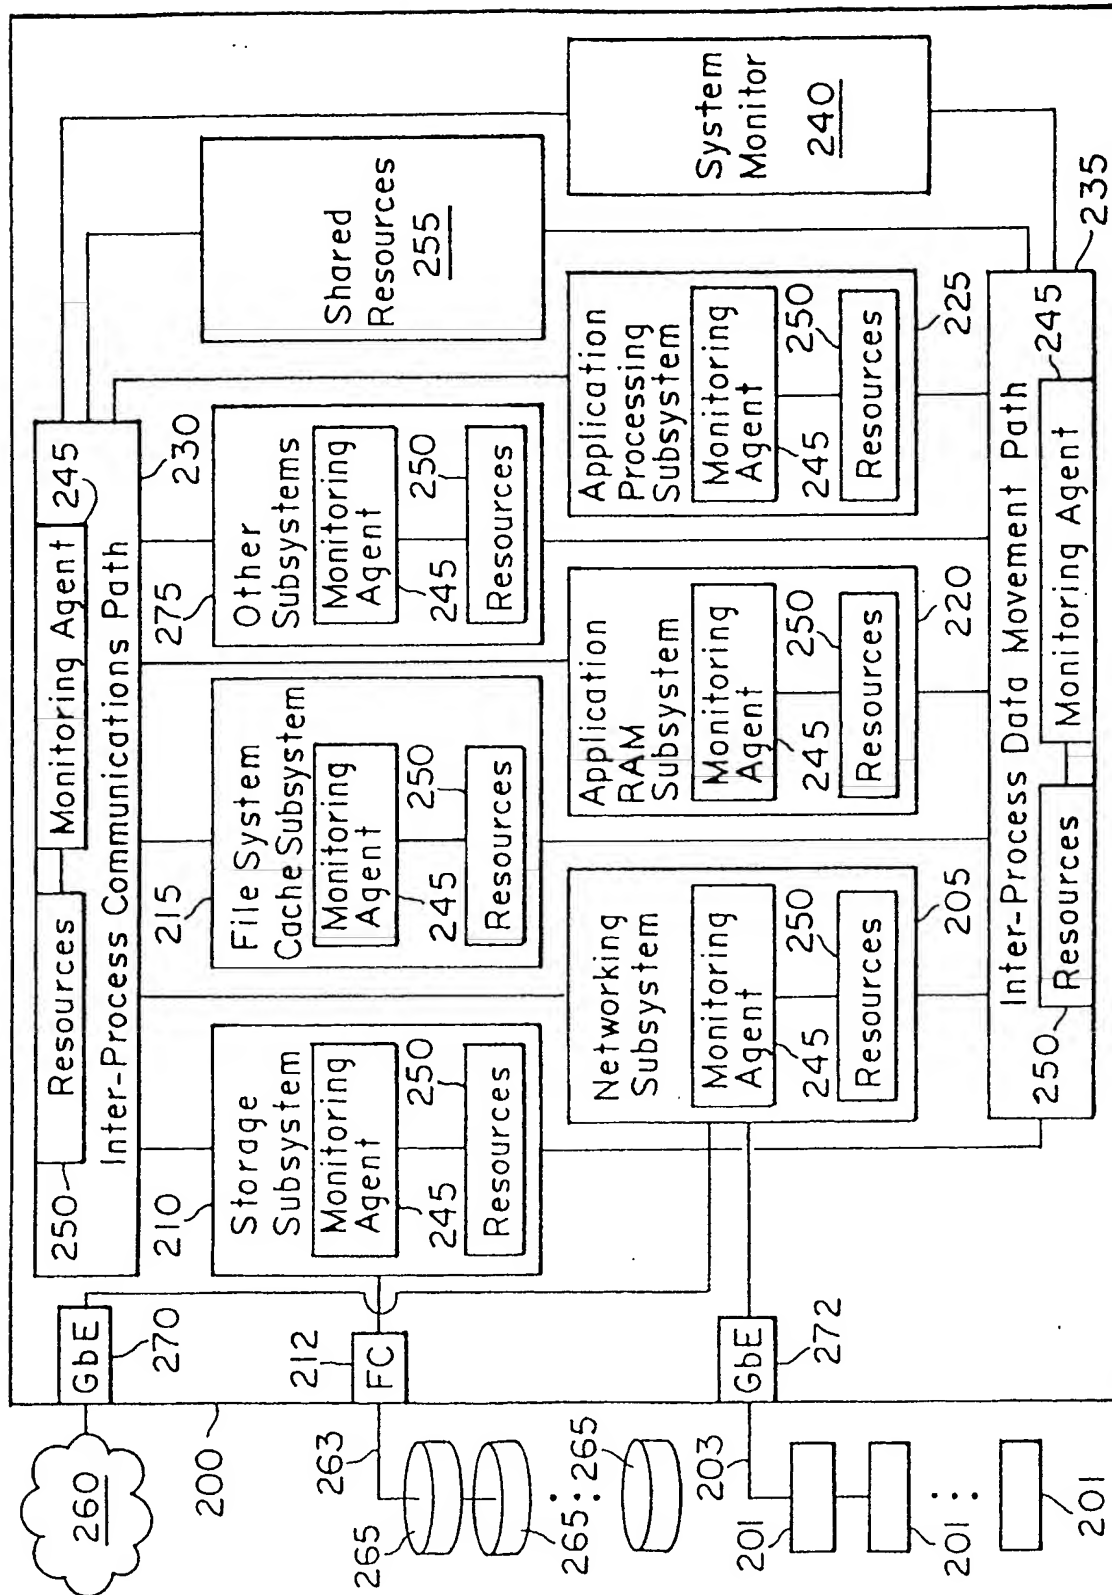 260
GbE
270
200
250
Resources
Monitoring Agent
245
Inter-Process Communications Path
230
210
Storage
Subsystem
Monitoring
Agent
245
250
Resources
215
File System
Cache Subsystem
Monitoring
Agent
245
250
Resources
275
Other
Subsystems
Monitoring
Agent
245
250
Resources
Shared
Resources
255
System
Monitor
240
212
FC
263
265
265
265
GbE
272
203
201
201
201
Networking
Subsystem
Monitoring
Agent
245
250
Resources
205
Application
RAM
Subsystem
Monitoring
Agent
245
250
Resources
220
Application
Processing
Subsystem
Monitoring
Agent
245
250
Resources
225
Inter-Process Data Movement Path
235
250
Resources
Monitoring Agent
245